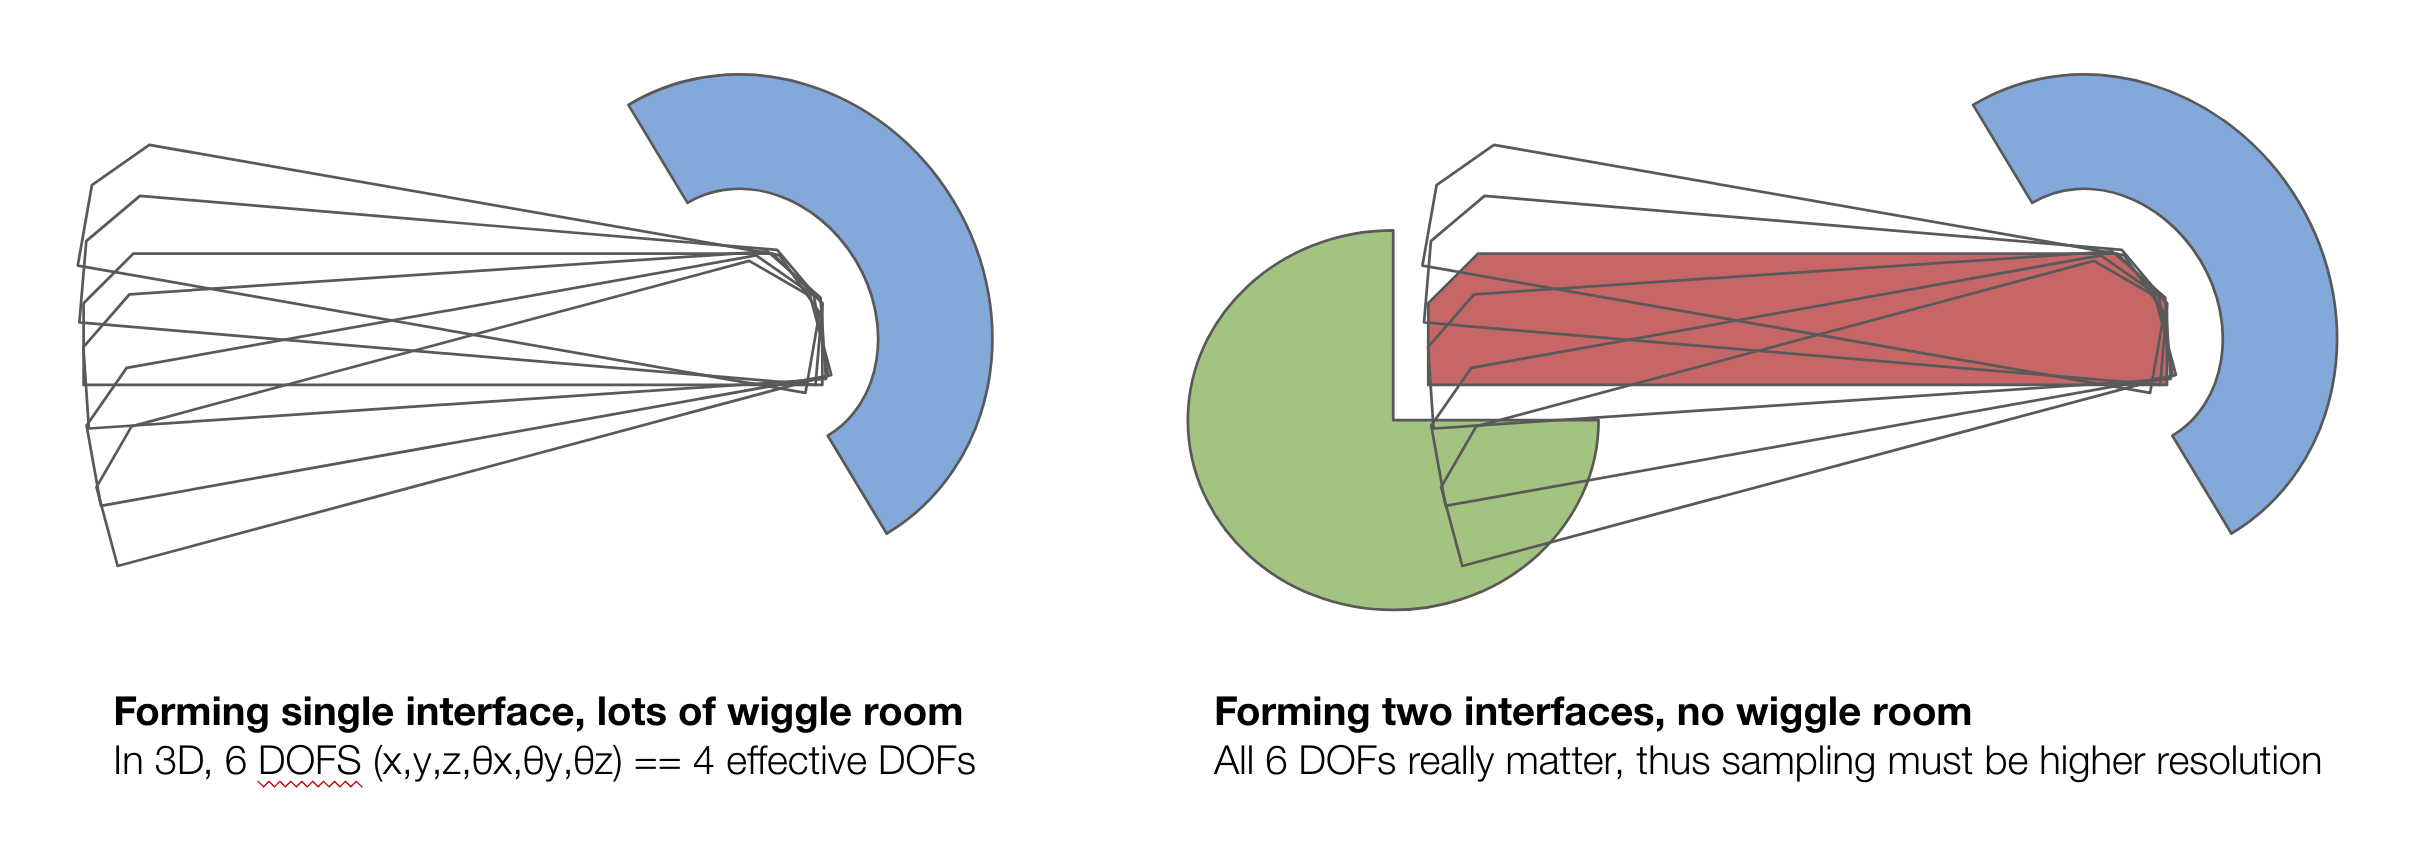 Forming single interface, lots of wiggle room
In 3D, 6 DOFS (x,y,z,θx,θy,θz) == 4 effective DOFs
Forming two interfaces, no wiggle room
All 6 DOFs really matter, thus sampling must be higher resolution